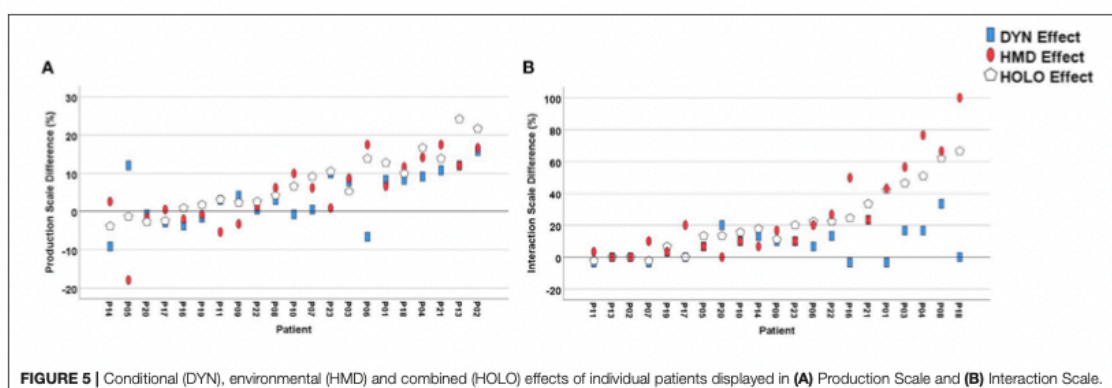 DYN Effect
HMD Effect
HOLO Effect
A
B
Production Scale Difference (%)
30
20
10
0
-10
-20
P14 P05 P20 P17 P16 P19 P11 P09 P22 P08 P10 P07 P23 P03 P06 P01 P18 P04 P21 P13 P02
Patient
Interaction Scale Difference (%)
100
80
60
40
20
0
-20
P11 P13 P02 P07 P19 P17 P05 P20 P10 P14 P09 P23 P06 P22 P16 P21 P01 P03 P04 P08 P18
Patient
FIGURE 5 | Conditional (DYN), environmental (HMD) and combined (HOLO) effects of individual patients displayed in (A) Production Scale and (B) Interaction Scale.